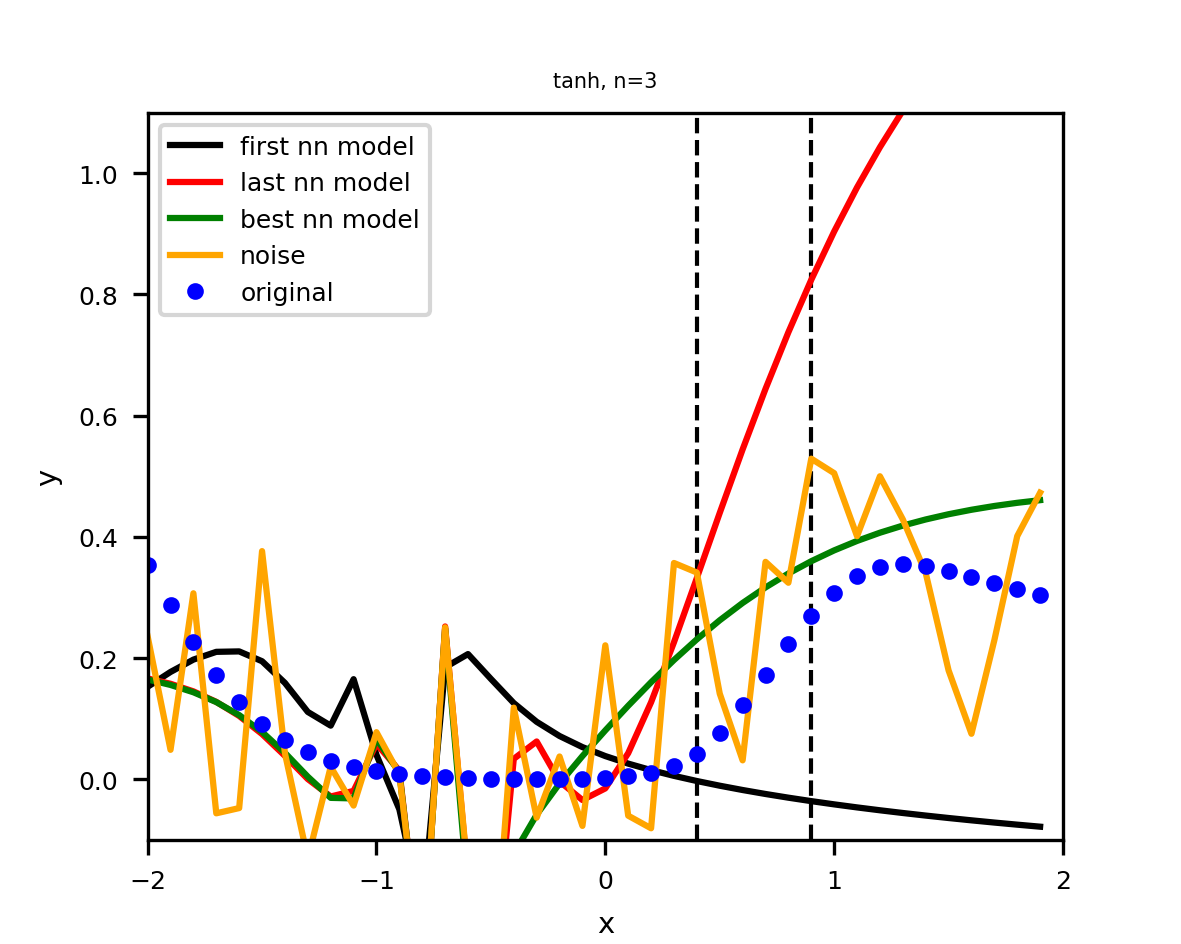 tanh, n=3
first nn model
last nn model
best nn model
noise
original
1.0
0.8
0.6
0.4
0.2
0.0
y
−2
−1
0
1
2
x